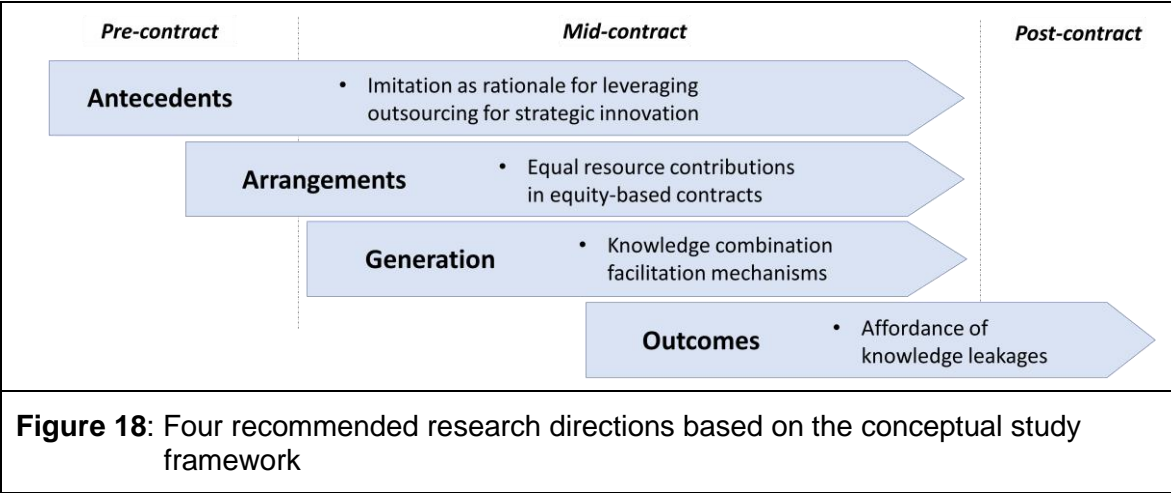 Pre-contract
Mid-contract
Post-contract
Antecedents
• Imitation as rationale for leveraging
outsourcing for strategic innovation
Arrangements
• Equal resource contributions
in equity-based contracts
Generation
• Knowledge combination
facilitation mechanisms
Outcomes
• Affordance of
knowledge leakages
Figure 18: Four recommended research directions based on the conceptual study
framework